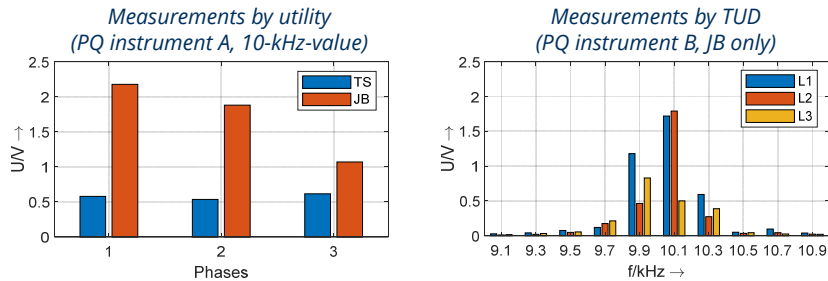 Measurements by utility
(PQ instrument A, 10-kHz-value)
2.5
2
1.5
1
0.5
0
U/V →
TS
JB
1 2 3
Phases
Measurements by TUD
(PQ instrument B, JB only)
2.5
2
1.5
1
0.5
0
U/V →
L1
L2
L3
9.1 9.3 9.5 9.7 9.9 10.1 10.3 10.5 10.7 10.9
f/kHz →